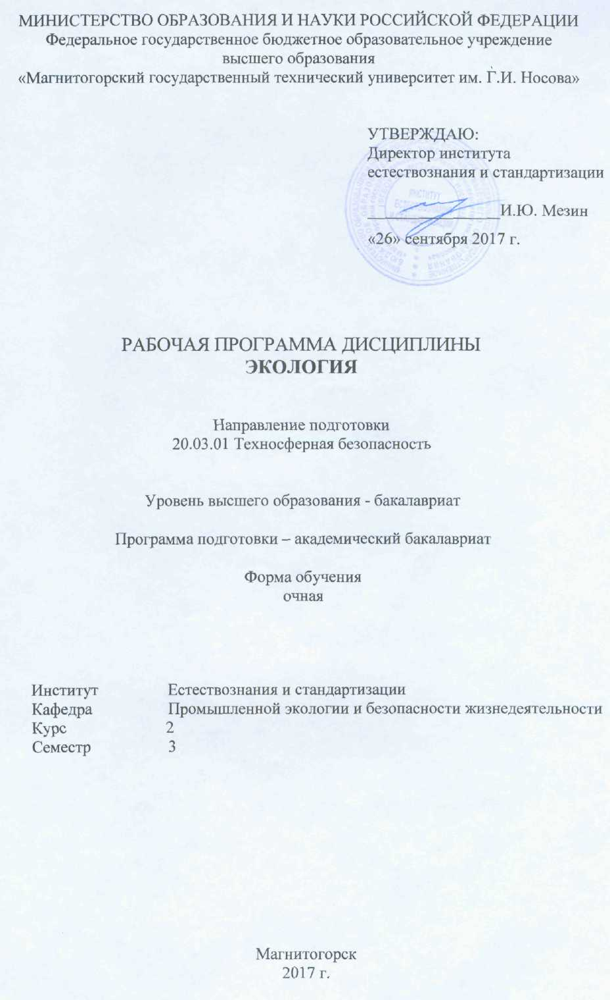 МИНИСТЕРСТВО ОБРАЗОВАНИЯ И НАУКИ РОССИЙСКОЙ ФЕДЕРАЦИИ
Федеральное государственное бюджетное образовательное учреждение
высшего образования
«Магнитогорский государственный технический университет им. Г.И. Носова»
УТВЕРЖДАЮ:
Директор института
естествознания и стандартизации
И.Ю. Мезин
«26» сентября 2017 г.
ИНСТИТУТ
РАБОЧАЯ ПРОГРАММА ДИСЦИПЛИНЫ
ЭКОЛОГИЯ
Направление подготовки
20.03.01 Техносферная безопасность
Уровень высшего образования - бакалавриат
Программа подготовки – академический бакалавриат
Форма обучения
очная
Институт Естествознания и стандартизации
Кафедра Промышленной экологии и безопасности жизнедеятельности
Курс 2
Семестр 3
Магнитогорск
2017 г.